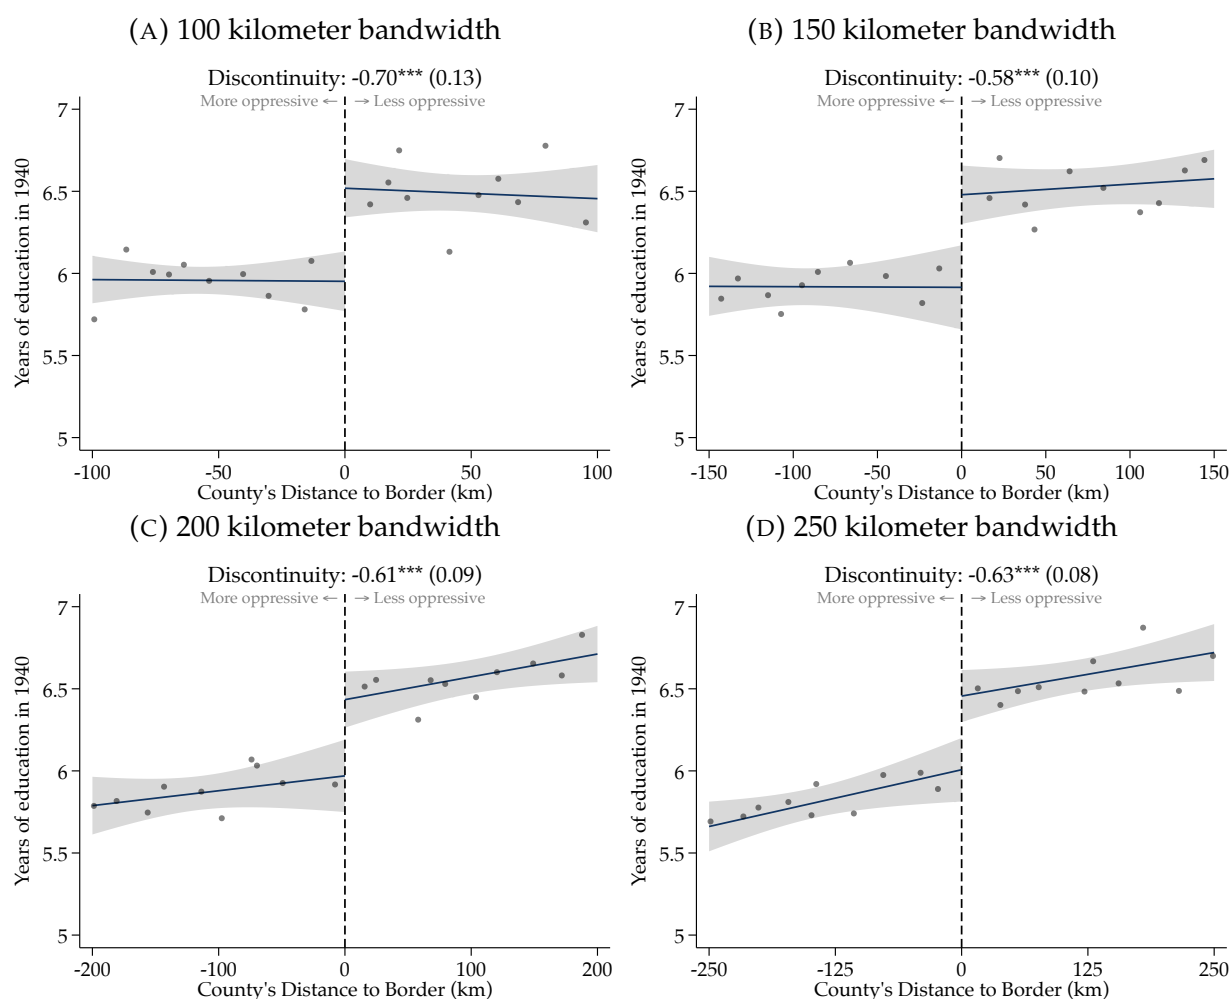 (A) 100 kilometer bandwidth
Discontinuity: -0.70*** (0.13)
More oppressive ← → Less oppressive
Years of education in 1940
7
6.5
6
5.5
5
-100 -50 0 50 100
County's Distance to Border (km)
(B) 150 kilometer bandwidth
Discontinuity: -0.58*** (0.10)
More oppressive ← → Less oppressive
Years of education in 1940
7
6.5
6
5.5
5
-150 -100 -50 0 50 100 150
County's Distance to Border (km)
(C) 200 kilometer bandwidth
Discontinuity: -0.61*** (0.09)
More oppressive ← → Less oppressive
Years of education in 1940
7
6.5
6
5.5
5
-200 -100 0 100 200
County's Distance to Border (km)
(D) 250 kilometer bandwidth
Discontinuity: -0.63*** (0.08)
More oppressive ← → Less oppressive
Years of education in 1940
7
6.5
6
5.5
5
-250 -125 0 125 250
County's Distance to Border (km)